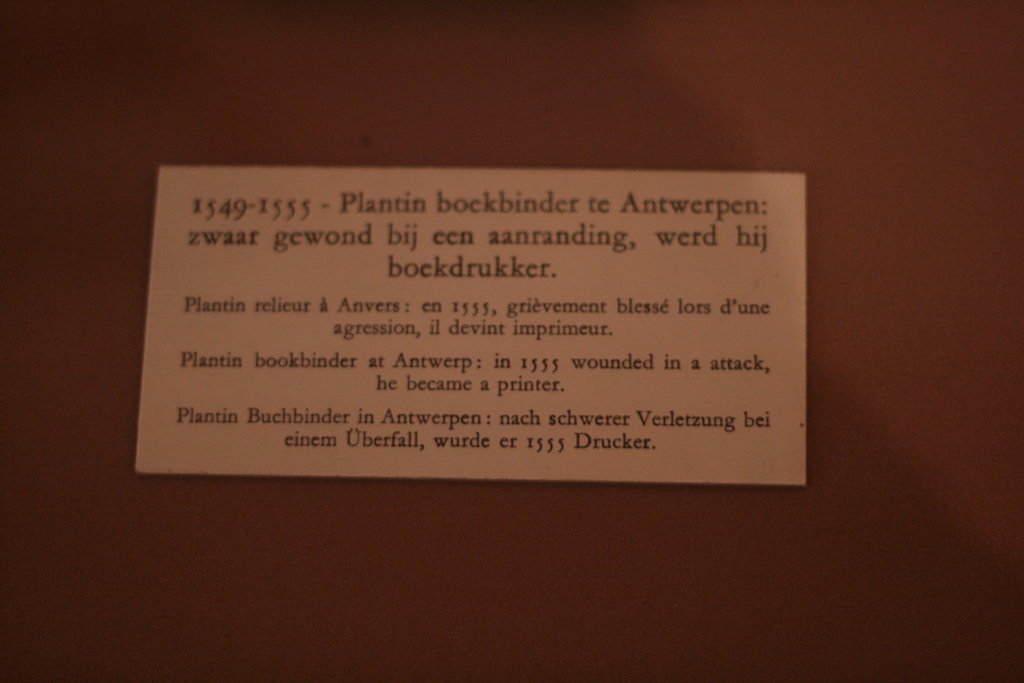 1549-1555 - Plantin boekbinder te Antwerpen:
zwaar gewond bij een aanranding, werd hij
boekdrukker.
Plantin relieur à Anvers: en 1555, grièvement blessé lors d'une
agression, il devint imprimeur.
Plantin bookbinder at Antwerp: in 1555 wounded in a attack,
he became a printer.
Plantin Buchbinder in Antwerpen: nach schwerer Verletzung bei
einem Überfall, wurde er 1555 Drucker.